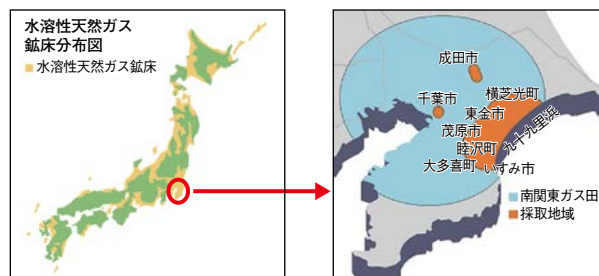 水溶性天然ガス
鉱床分布図
水溶性天然ガス鉱床
成田市
横芝光町
千葉市
東金市
九十九里浜
茂原市
睦沢町
大多喜町
いすみ市
南関東ガス田
採取地域